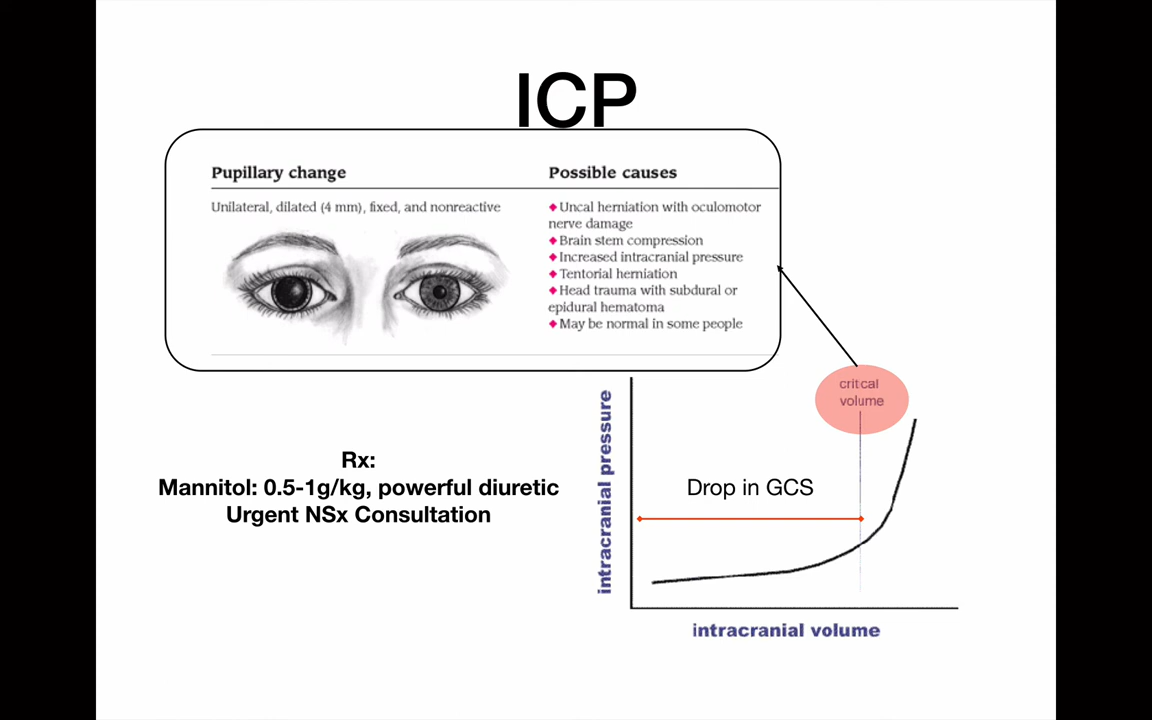 ICP
Pupillary change
Possible causes
Unilateral, dilated (4 mm), fixed, and nonreactive
◆ Uncal herniation with oculomotor
nerve damage
◆ Brain stem compression
◆ Increased intracranial pressure
◆ Tentorial herniation
◆ Head trauma with subdural or
epidural hematoma
◆ May be normal in some people
critcal
volume
Rx:
Mannitol: 0.5-1g/kg, powerful diuretic
Urgent NSx Consultation
Drop in GCS
intracranial pressure
intracranial volume